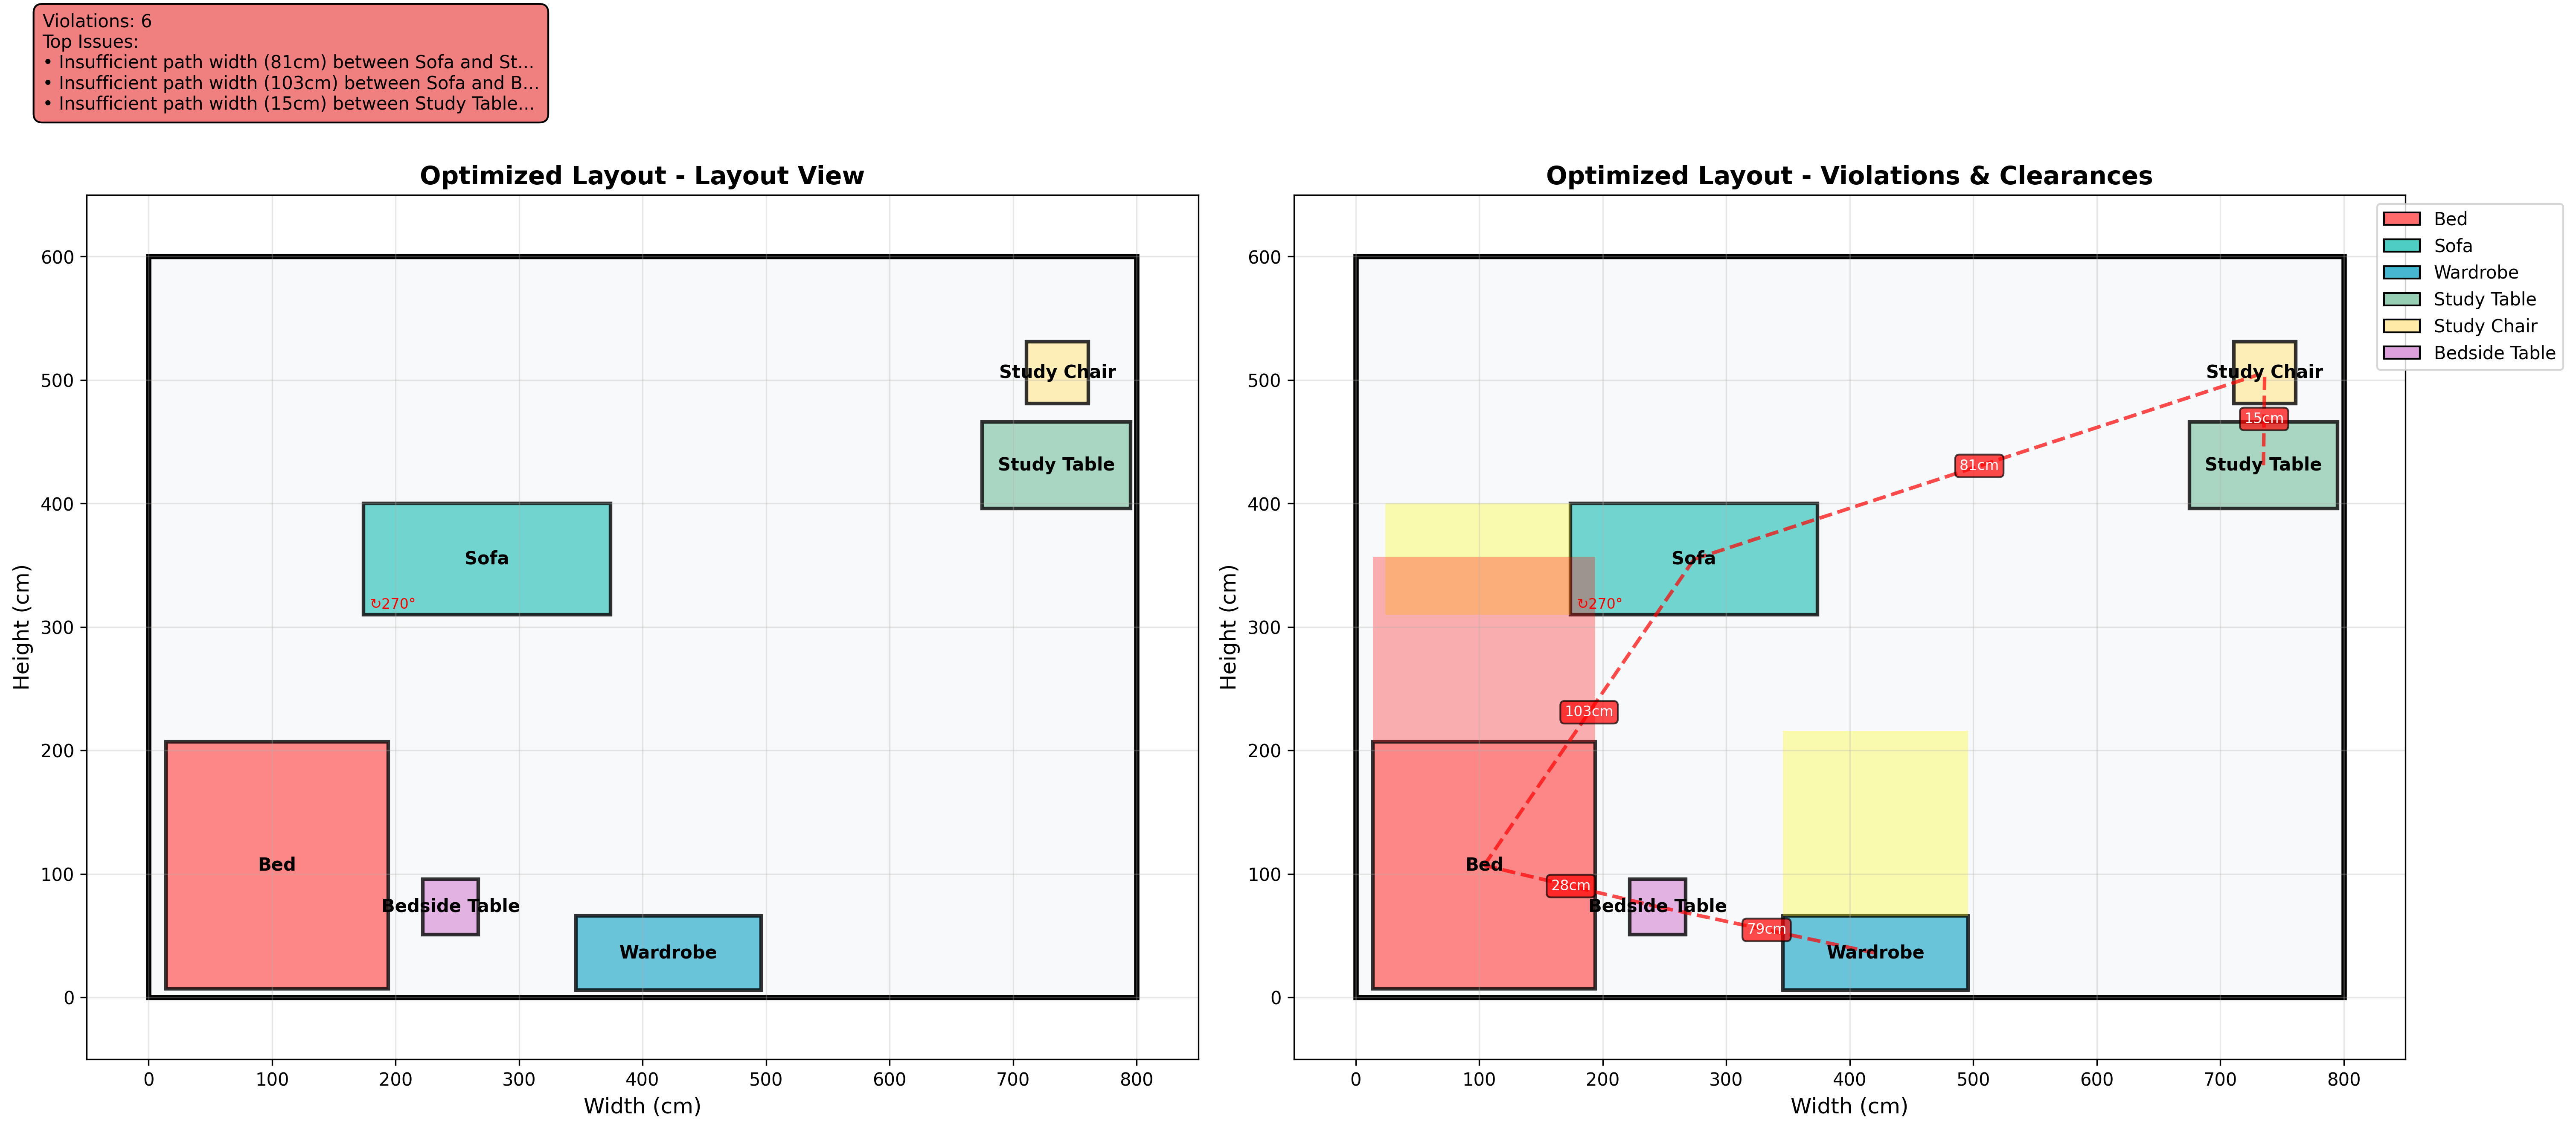 Violations: 6
Top Issues:
• Insufficient path width (81cm) between Sofa and St...
• Insufficient path width (103cm) between Sofa and B...
• Insufficient path width (15cm) between Study Table...
Optimized Layout - Layout View
Height (cm)
600
500
400
300
200
100
0
Study Chair
Study Table
Sofa
↻270°
Bed
Bedside Table
Wardrobe
0 100 200 300 400 500 600 700 800
Width (cm)
Optimized Layout - Violations & Clearances
Height (cm)
600
500
400
300
200
100
0
Study Chair
15cm
Study Table
81cm
Sofa
↻270°
103cm
Bed
28cm
Bedside Table
79cm
Wardrobe
0 100 200 300 400 500 600 700 800
Width (cm)
Bed
Sofa
Wardrobe
Study Table
Study Chair
Bedside Table